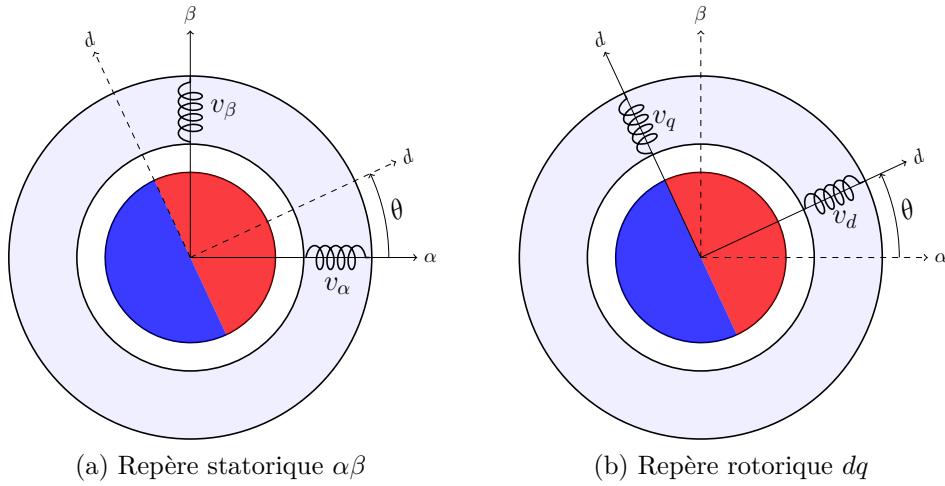 β
d
v_β
d
θ
α
v_α
(a) Repère statorique αβ
β
d
v_q
d
θ
v_d
α
(b) Repère rotorique dq